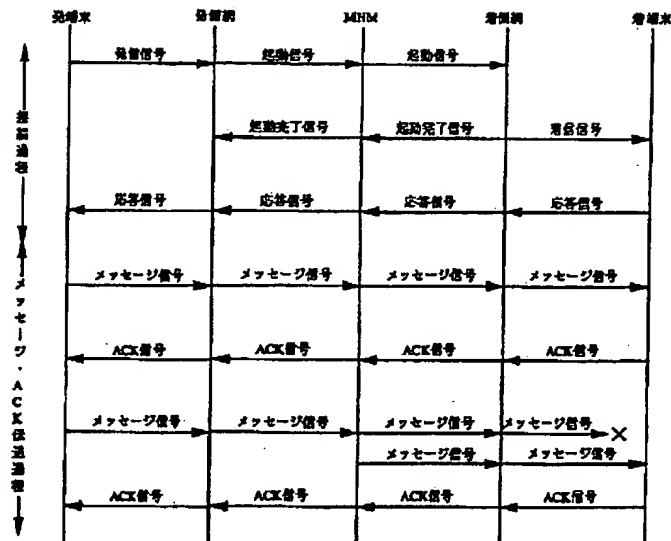 発端末 発側網 MHM 着側網 着端末
発信信号 起動信号 起動信号
起動完了信号 起動完了信号 着信信号
応答信号 応答信号 応答信号 応答信号
メッセージ信号 メッセージ信号 メッセージ信号 メッセージ信号
ACK信号 ACK信号 ACK信号 ACK信号
メッセージ信号 メッセージ信号 メッセージ信号 メッセージ信号
メッセージ信号 メッセージ信号
ACK信号 ACK信号 ACK信号 ACK信号
接続過程
メッセージ・ACK伝送過程